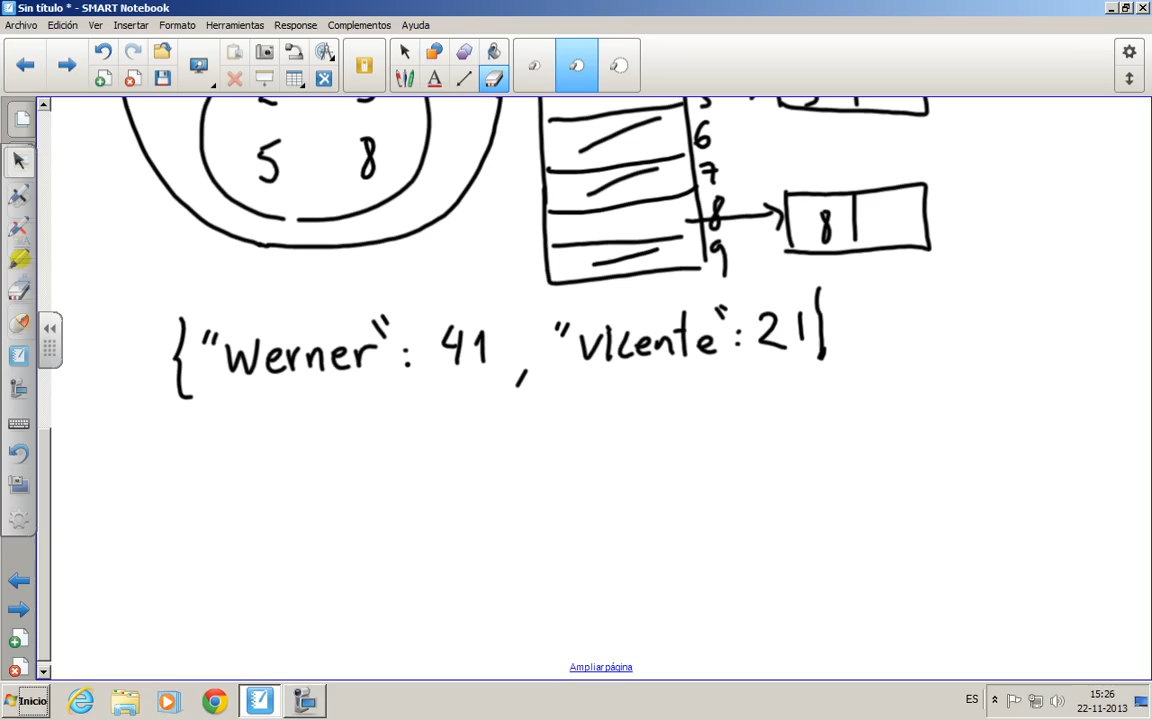 Sin título * - SMART Notebook
Archivo Edición Ver Insertar Formato Herramientas Response Complementos Ayuda
6
5 8
7
8 8
9
{"Werner": 41, "vicente": 21}
Ampliar página
Inicio
ES
15:26
22-11-2013